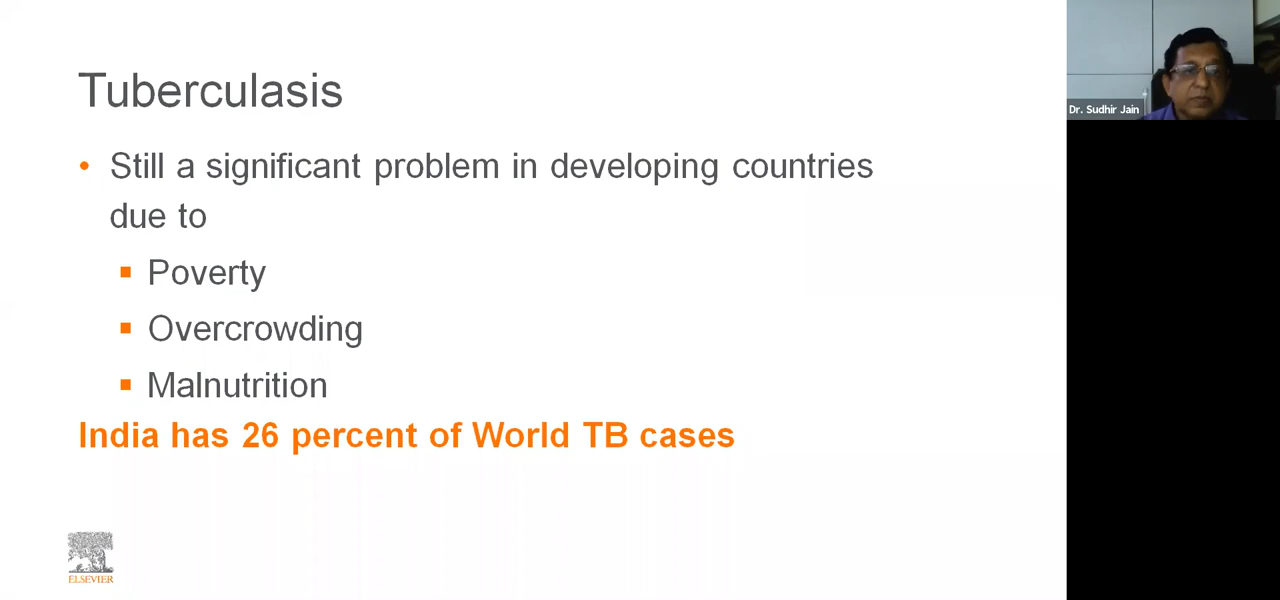 Tuberculasis
• Still a significant problem in developing countries
due to
▪ Poverty
▪ Overcrowding
▪ Malnutrition
India has 26 percent of World TB cases
ELSEVIER
Dr. Sudhir Jain